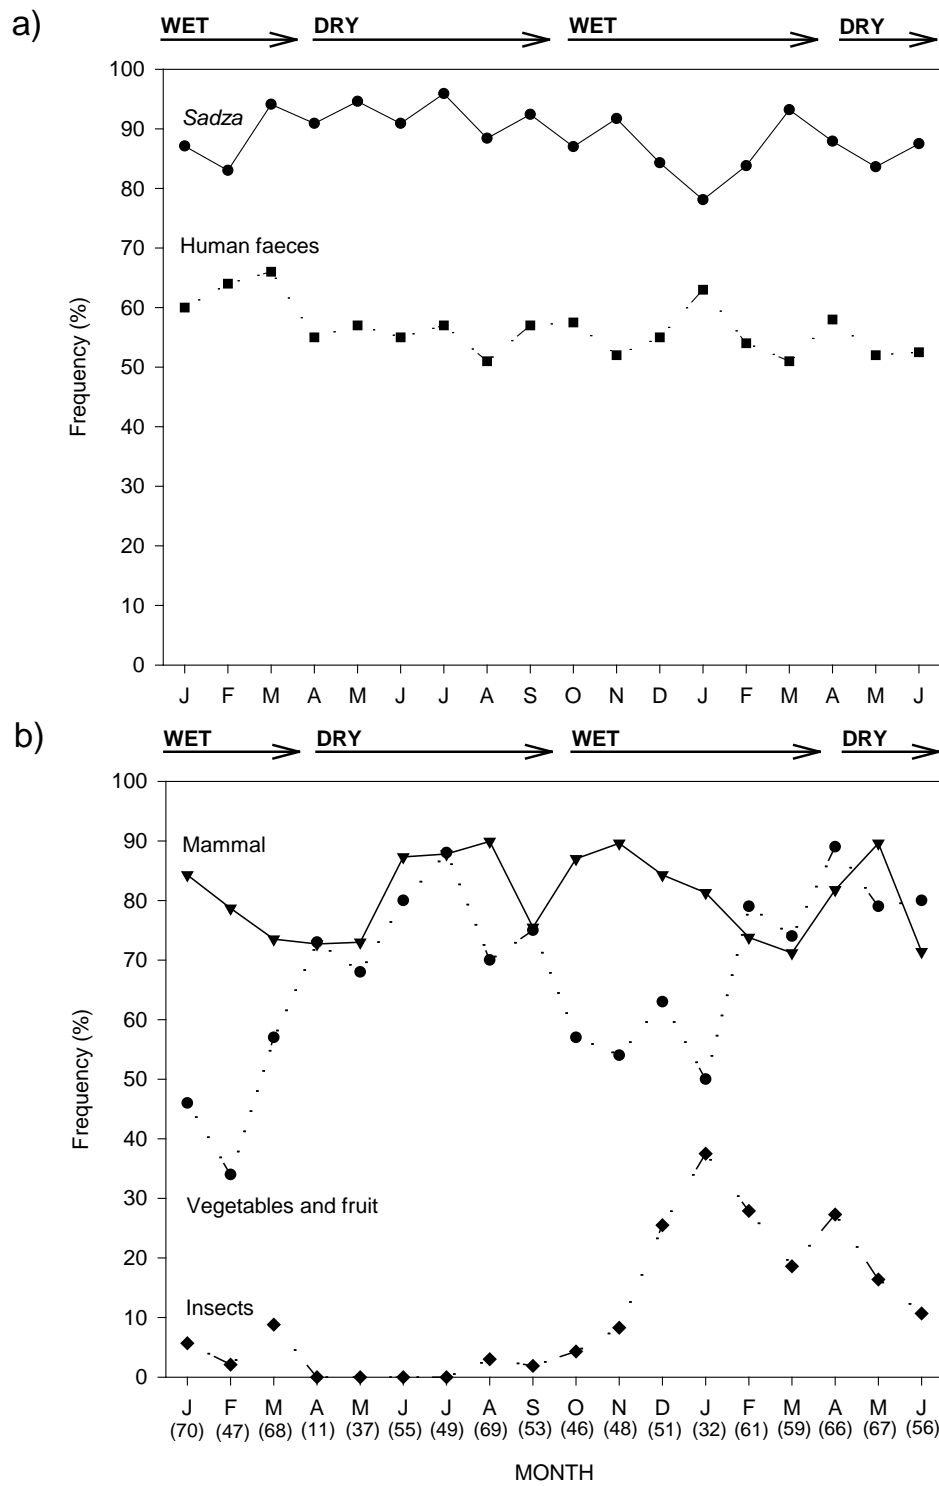 a)
WET DRY WET DRY
100
90
80
70
60
50
40
30
20
10
0
Frequency (%)
Sadza
Human faeces
J F M A M J J A S O N D J F M A M J
b)
WET DRY WET DRY
100
90
80
70
60
50
40
30
20
10
0
Frequency (%)
Mammal
Vegetables and fruit
Insects
J F M A M J J A S O N D J F M A M J
(70) (47) (68) (11) (37) (55) (49) (69) (53) (46) (48) (51) (32) (61) (59) (66) (67) (56)
MONTH